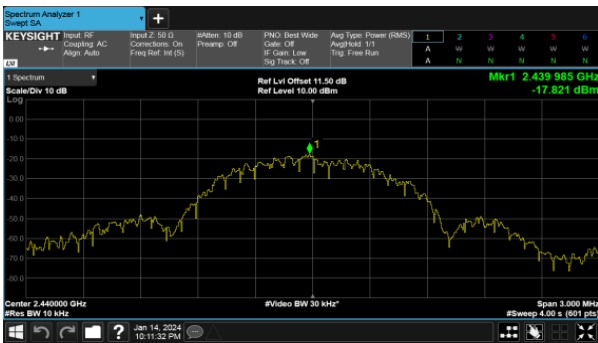 Spectrum Analyzer 1
Swept SA
+
KEYSIGHT Input: RF Input Z: 50 Ω #Atten: 10 dB PNO: Best Wide Avg Type: Power (RMS) 1 2 3 4 5 6
Coupling: AC Corrections: On Preamp: Off Gate: Off Avg|Hold: 1/1 A W W W W W
Align: Auto Freq Ref: Int (S) IF Gain: Low Trig: Free Run
Sig Track: Off A N N N N N
LXI
1 Spectrum Ref Lvl Offset 11.50 dB Mkr1 2.439 985 GHz
Scale/Div 10 dB Ref Level 10.00 dBm -17.821 dBm
Log
0.00
1
-10.0
-20.0
-30.0
-40.0
-50.0
-60.0
-70.0
-80.0
Center 2.440000 GHz #Video BW 30 kHz* Span 3.000 MHz
#Res BW 10 kHz #Sweep 4.00 s (601 pts)
? Jan 14, 2024
10:11:32 PM